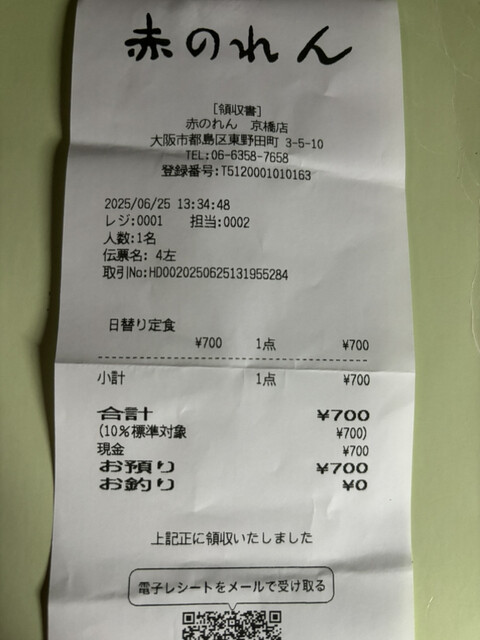 赤のれん
[領収書]
赤のれん 京橋店
大阪市都島区東野田町 3-5-10
TEL:06-6358-7658
登録番号:T5120001010163
2025/06/25 13:34:48
レジ:0001 担当:0002
人数:1名
伝票名: 4左
取引No:HD0020250625131955284
日替り定食
¥700 1点 ¥700
小計 1点 ¥700
合計 ¥700
(10%標準対象 ¥700)
現金 ¥700
お預り ¥700
お釣り ¥0
上記正に領収いたしました
電子レシートをメールで受け取る